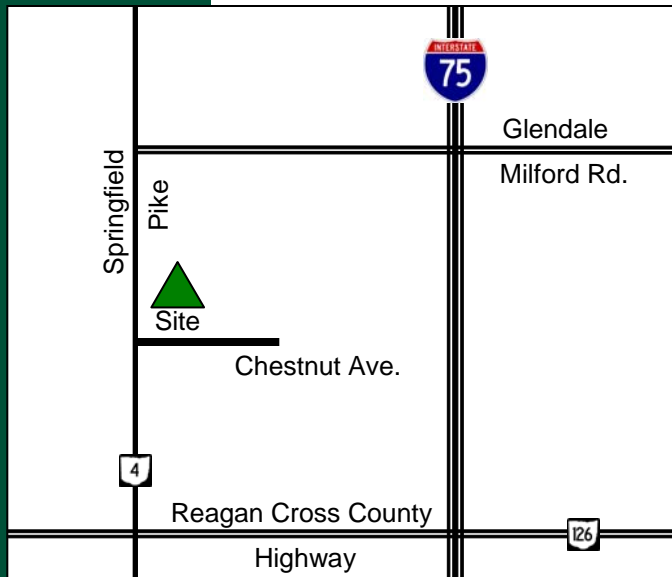 INTERSTATE
75
Glendale
Milford Rd.
Springfield
Pike
Site
Chestnut Ave.
4
Reagan Cross County
Highway
126